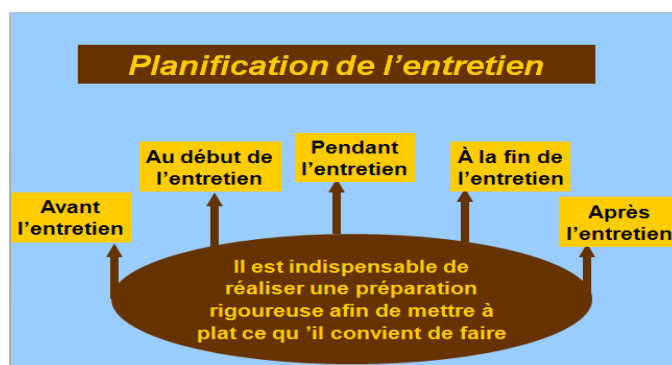 Planification de l’entretien
Avant
l’entretien
Au début de
l’entretien
Pendant
l’entretien
À la fin de
l’entretien
Après
l’entretien
Il est indispensable de
réaliser une préparation
rigoureuse afin de mettre à
plat ce qu ’il convient de faire